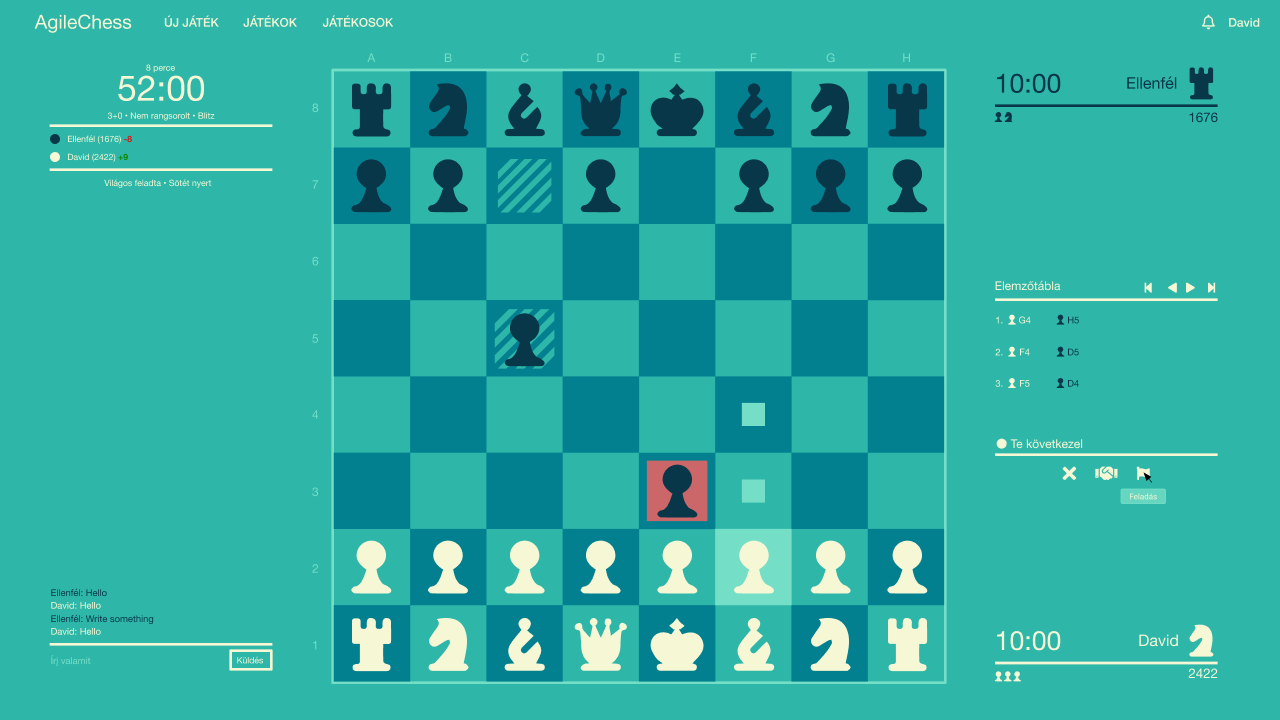 AgileChess ÚJ JÁTÉK JÁTÉKOK JÁTÉKOSOK David
8 perce
52:00
3+0 • Nem rangsorolt • Blitz
Ellenfél (1676) -8
David (2422) +9
Világos feladta • Sötét nyert
A B C D E F G H
8
7
6
5
4
3
2
1
10:00 Ellenfél
1676
Elemzőtábla
1. G4 H5
2. F4 D5
3. F5 D4
Te következel
Feladás
Ellenfél: Hello
David: Hello
Ellenfél: Write something
David: Hello
Írj valamit Küldés
10:00 David
2422